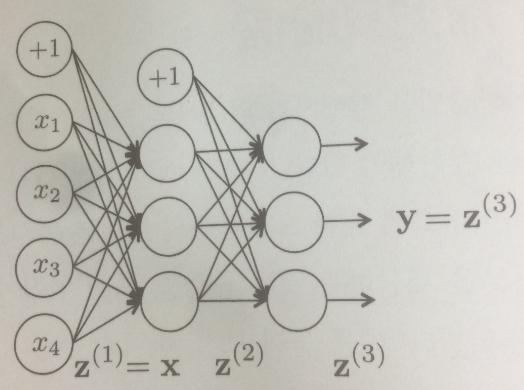 +1
+1
x₁
x₂
x₃
x₄
y = z⁽³⁾
z⁽¹⁾ = x
z⁽²⁾
z⁽³⁾